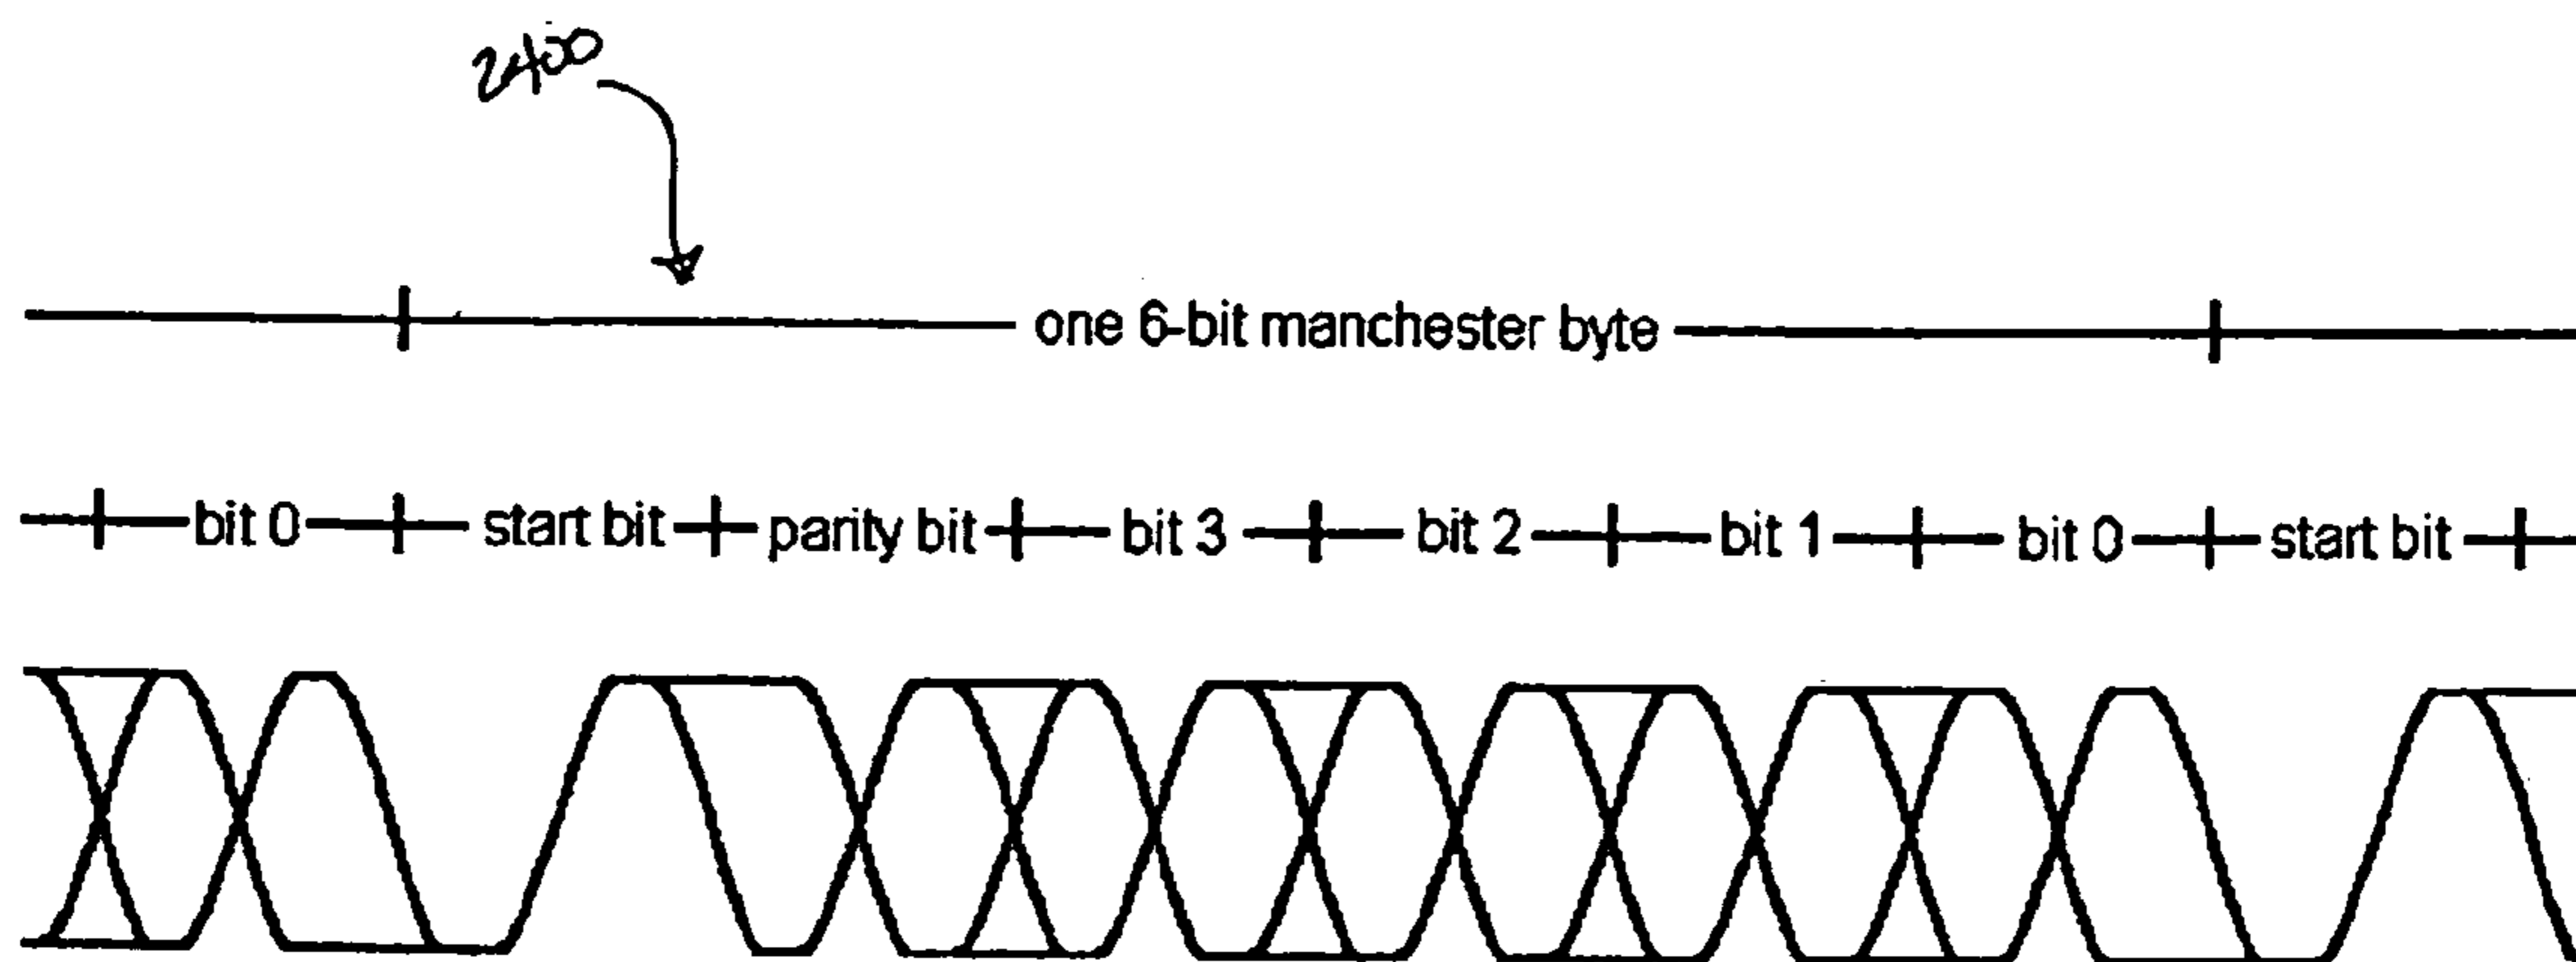 2400
one 6-bit manchester byte
bit 0 start bit parity bit bit 3 bit 2 bit 1 bit 0 start bit